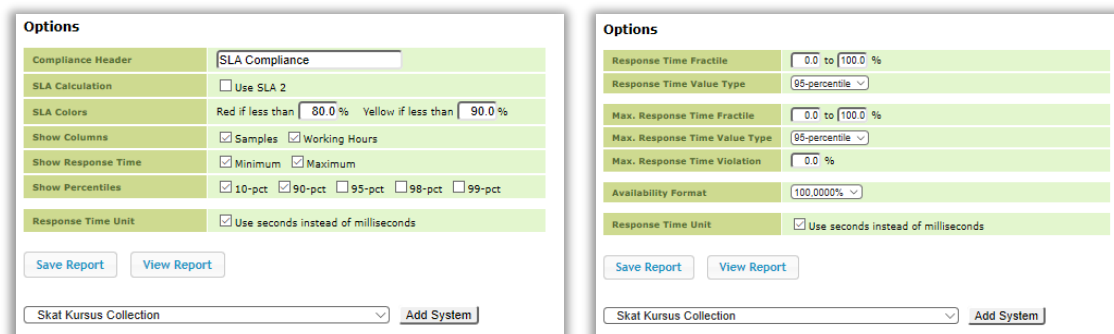 Options
Compliance Header SLA Compliance
SLA Calculation Use SLA 2
SLA Colors Red if less than 80.0 % Yellow if less than 90.0 %
Show Columns Samples Working Hours
Show Response Time Minimum Maximum
Show Percentiles 10-pct 90-pct 95-pct 98-pct 99-pct
Response Time Unit Use seconds instead of milliseconds
Save Report View Report
Skat Kursus Collection Add System
Options
Response Time Fractile 0.0 to 100.0 %
Response Time Value Type 95-percentile
Max. Response Time Fractile 0.0 to 100.0 %
Max. Response Time Value Type 95-percentile
Max. Response Time Violation 0.0 %
Availability Format 100,0000%
Response Time Unit Use seconds instead of milliseconds
Save Report View Report
Skat Kursus Collection Add System